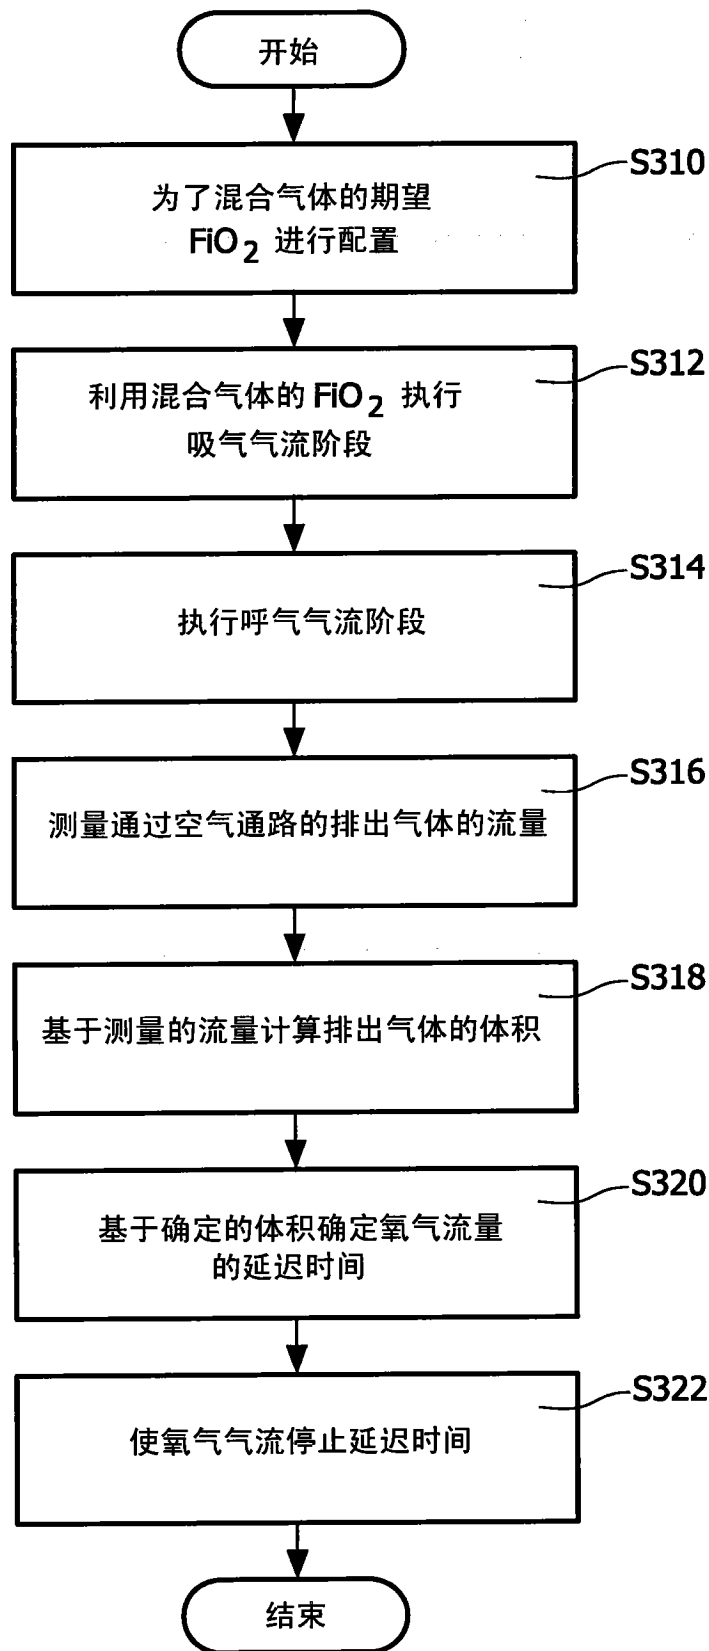 开始
S310
为了混合气体的期望
FiO2 进行配置
S312
利用混合气体的 FiO2 执行
吸气气流阶段
S314
执行呼气气流阶段
S316
测量通过空气通路的排出气体的流量
S318
基于测量的流量计算排出气体的体积
S320
基于确定的体积确定氧气流量
的延迟时间
S322
使氧气气流停止延迟时间
结束